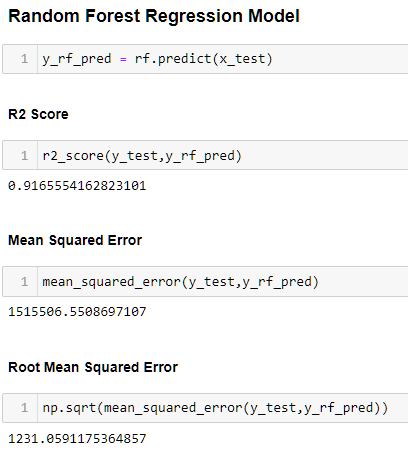 Random Forest Regression Model
1 y_rf_pred = rf.predict(x_test)
R2 Score
1 r2_score(y_test,y_rf_pred)
0.9165554162823101
Mean Squared Error
1 mean_squared_error(y_test,y_rf_pred)
1515506.5508697107
Root Mean Squared Error
1 np.sqrt(mean_squared_error(y_test,y_rf_pred))
1231.0591175364857